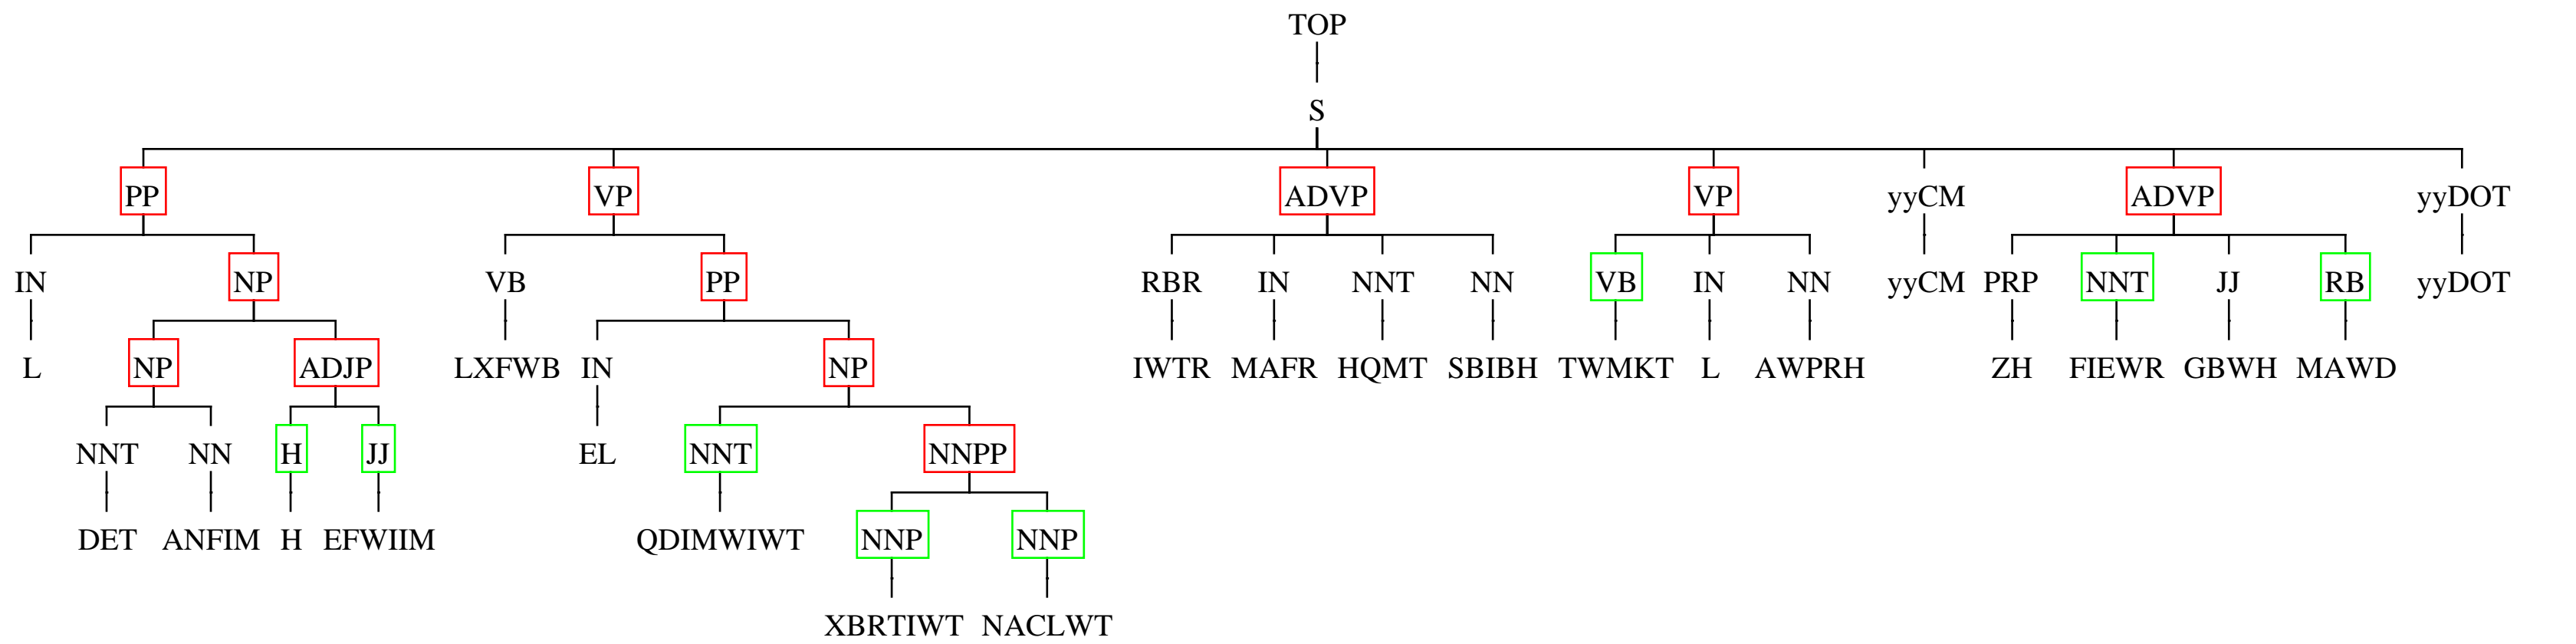 TOP
S
PP VP ADVP VP yyCM ADVP yyDOT
IN NP VB PP RBR IN NNT NN VB IN NN yyCM PRP NNT JJ RB yyDOT
L NP ADJP LXFWB IN NP IWTR MAFR HQMT SBIBH TWMKT L AWPRH ZH FIEWR GBWH MAWD
NNT NN H JJ EL NNT NNPP
DET ANFIM H EFWIIM QDIMWIWT NNP NNP
XBRTIWT NACLWT